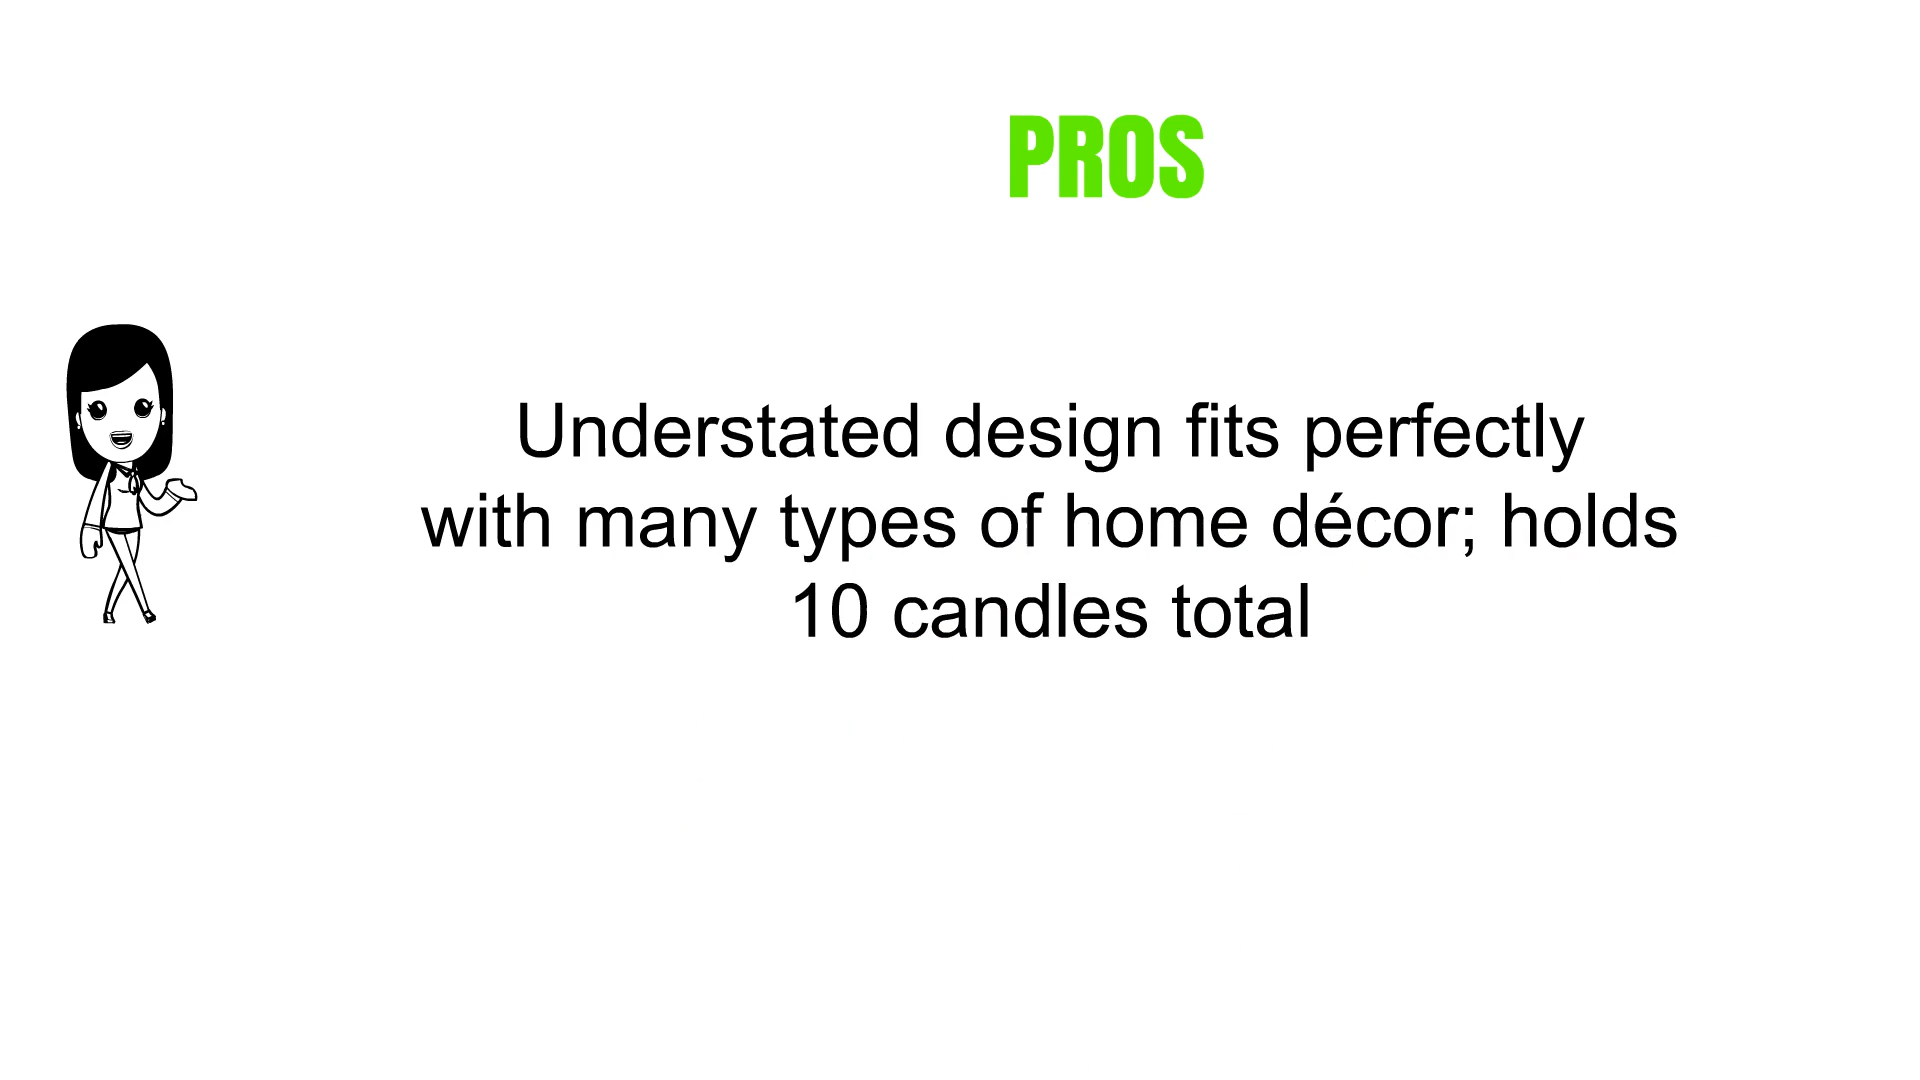 PROS
Understated design fits perfectly
with many types of home décor; holds
10 candles total